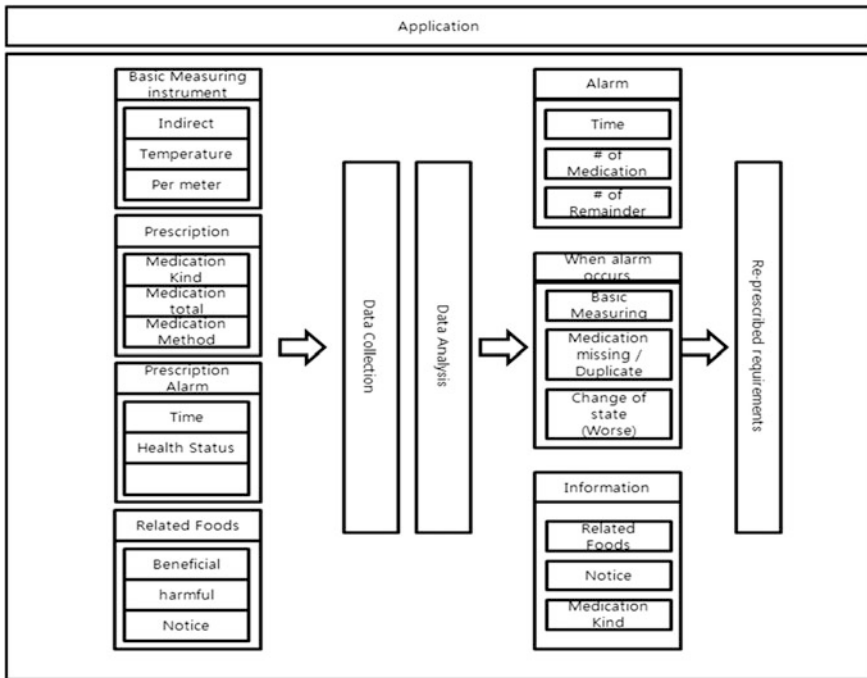 Application
Basic Measuring
instrument
Indirect
Temperature
Per meter
Prescription
Medication
Kind
Medication
total
Medication
Method
Prescription
Alarm
Time
Health Status
Related Foods
Beneficial
harmful
Notice
Data Collection
Data Analysis
Alarm
Time
# of
Medication
# of
Remainder
When alarm
occurs
Basic
Measuring
Medication
missing /
Duplicate
Change of
state
(Worse)
Information
Related
Foods
Notice
Medication
Kind
Re-prescribed requirements